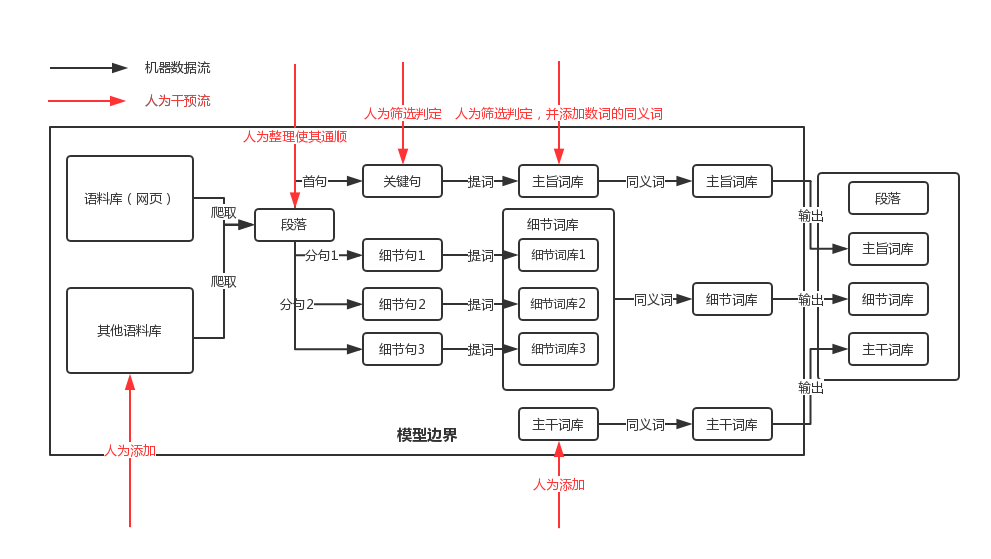 机器数据流
人为干预流
人为筛选判定
人为筛选判定，并添加数词的同义词
人为整理使其通顺
语料库（网页）
爬取
段落
首句
关键句
提词
主旨词库
同义词
主旨词库
输出
段落
主旨词库
细节词库
分句1
细节句1
提词
细节词库1
爬取
其他语料库
分句2
细节句2
提词
细节词库2
同义词
细节词库
输出
细节词库
细节句3
提词
细节词库3
主干词库
输出
主干词库
同义词
主干词库
模型边界
人为添加
人为添加